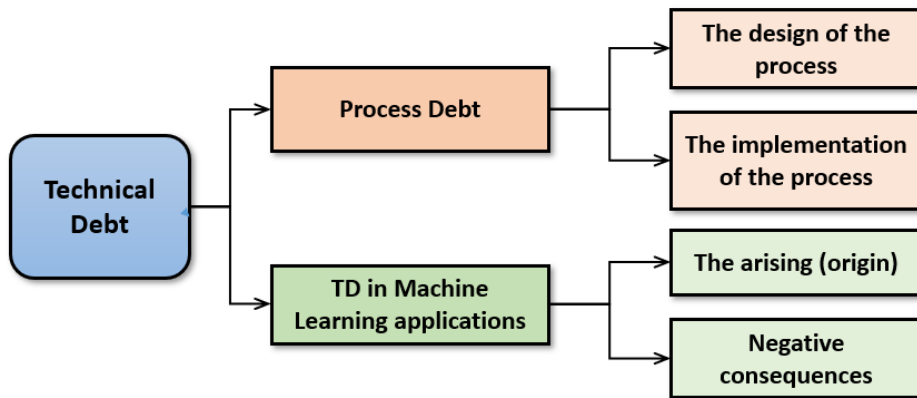 Technical
Debt
Process Debt
The design of the
process
The implementation
of the process
TD in Machine
Learning applications
The arising (origin)
Negative
consequences